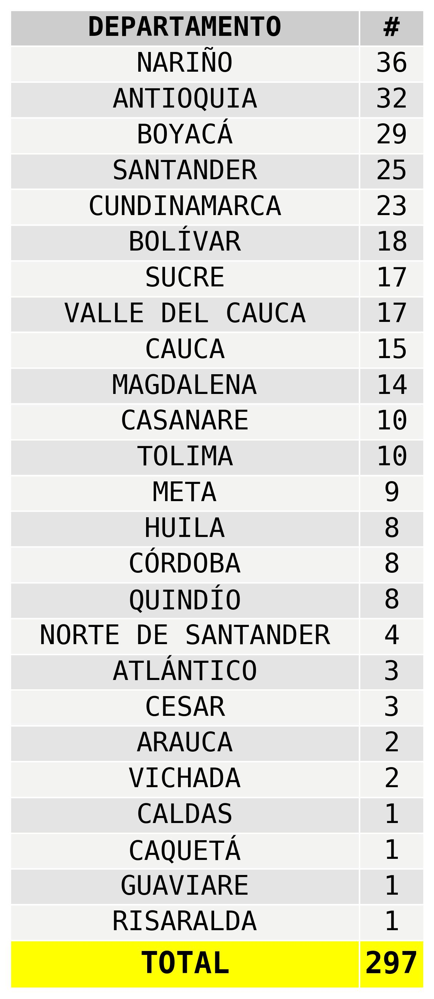 DEPARTAMENTO #
NARIÑO 36
ANTIOQUIA 32
BOYACÁ 29
SANTANDER 25
CUNDINAMARCA 23
BOLÍVAR 18
SUCRE 17
VALLE DEL CAUCA 17
CAUCA 15
MAGDALENA 14
CASANARE 10
TOLIMA 10
META 9
HUILA 8
CÓRDOBA 8
QUINDÍO 8
NORTE DE SANTANDER 4
ATLÁNTICO 3
CESAR 3
ARAUCA 2
VICHADA 2
CALDAS 1
CAQUETÁ 1
GUAVIARE 1
RISARALDA 1
TOTAL 297